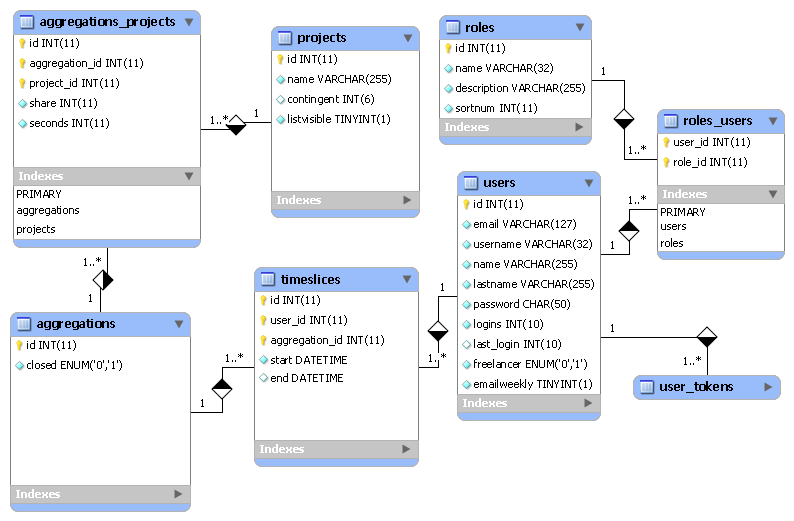 aggregations_projects
id INT(11)
aggregation_id INT(11)
project_id INT(11)
share INT(11)
seconds INT(11)
Indexes
PRIMARY
aggregations
projects
1..*
1
projects
id INT(11)
name VARCHAR(255)
contingent INT(6)
listvisible TINYINT(1)
Indexes
roles
id INT(11)
name VARCHAR(32)
description VARCHAR(255)
sortnum INT(11)
Indexes
1
1..*
roles_users
user_id INT(11)
role_id INT(11)
Indexes
PRIMARY
users
roles
users
id INT(11)
email VARCHAR(127)
username VARCHAR(32)
name VARCHAR(255)
lastname VARCHAR(255)
password CHAR(50)
logins INT(10)
last_login INT(10)
freelancer ENUM('0','1')
emailweekly TINYINT(1)
Indexes
1..*
1
1
1..*
user_tokens
1..*
1
aggregations
id INT(11)
closed ENUM('0','1')
Indexes
1..*
1
timeslices
id INT(11)
user_id INT(11)
aggregation_id INT(11)
start DATETIME
end DATETIME
Indexes
1
1..*